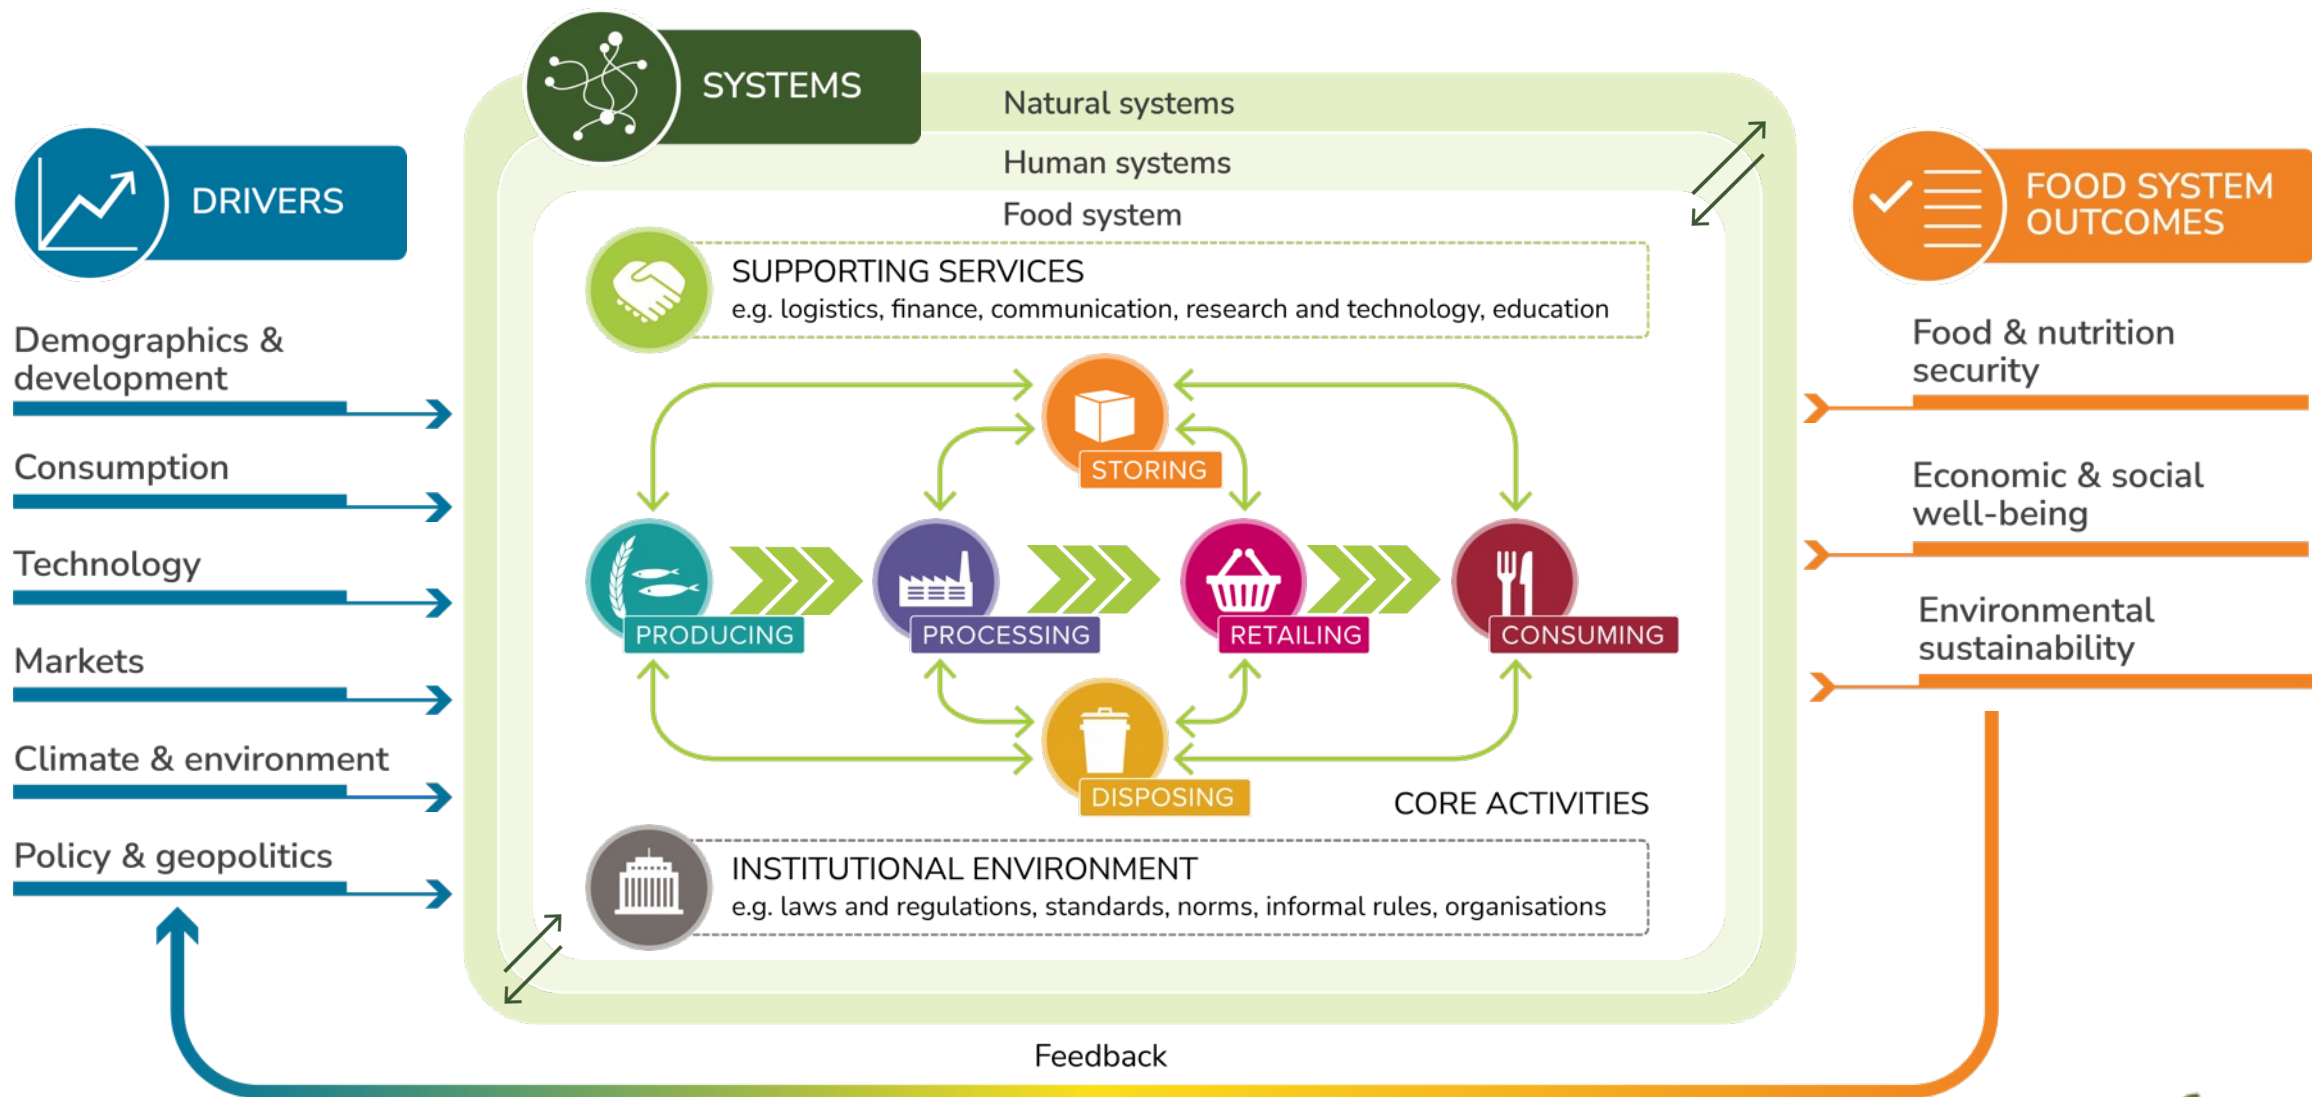 SYSTEMS
Natural systems
Human systems
Food system
DRIVERS
Demographics &
development
Consumption
Technology
Markets
Climate & environment
Policy & geopolitics
SUPPORTING SERVICES
e.g. logistics, finance, communication, research and technology, education
STORING
PRODUCING
PROCESSING
RETAILING
CONSUMING
DISPOSING
CORE ACTIVITIES
INSTITUTIONAL ENVIRONMENT
e.g. laws and regulations, standards, norms, informal rules, organisations
FOOD SYSTEM
OUTCOMES
Food & nutrition
security
Economic & social
well-being
Environmental
sustainability
Feedback